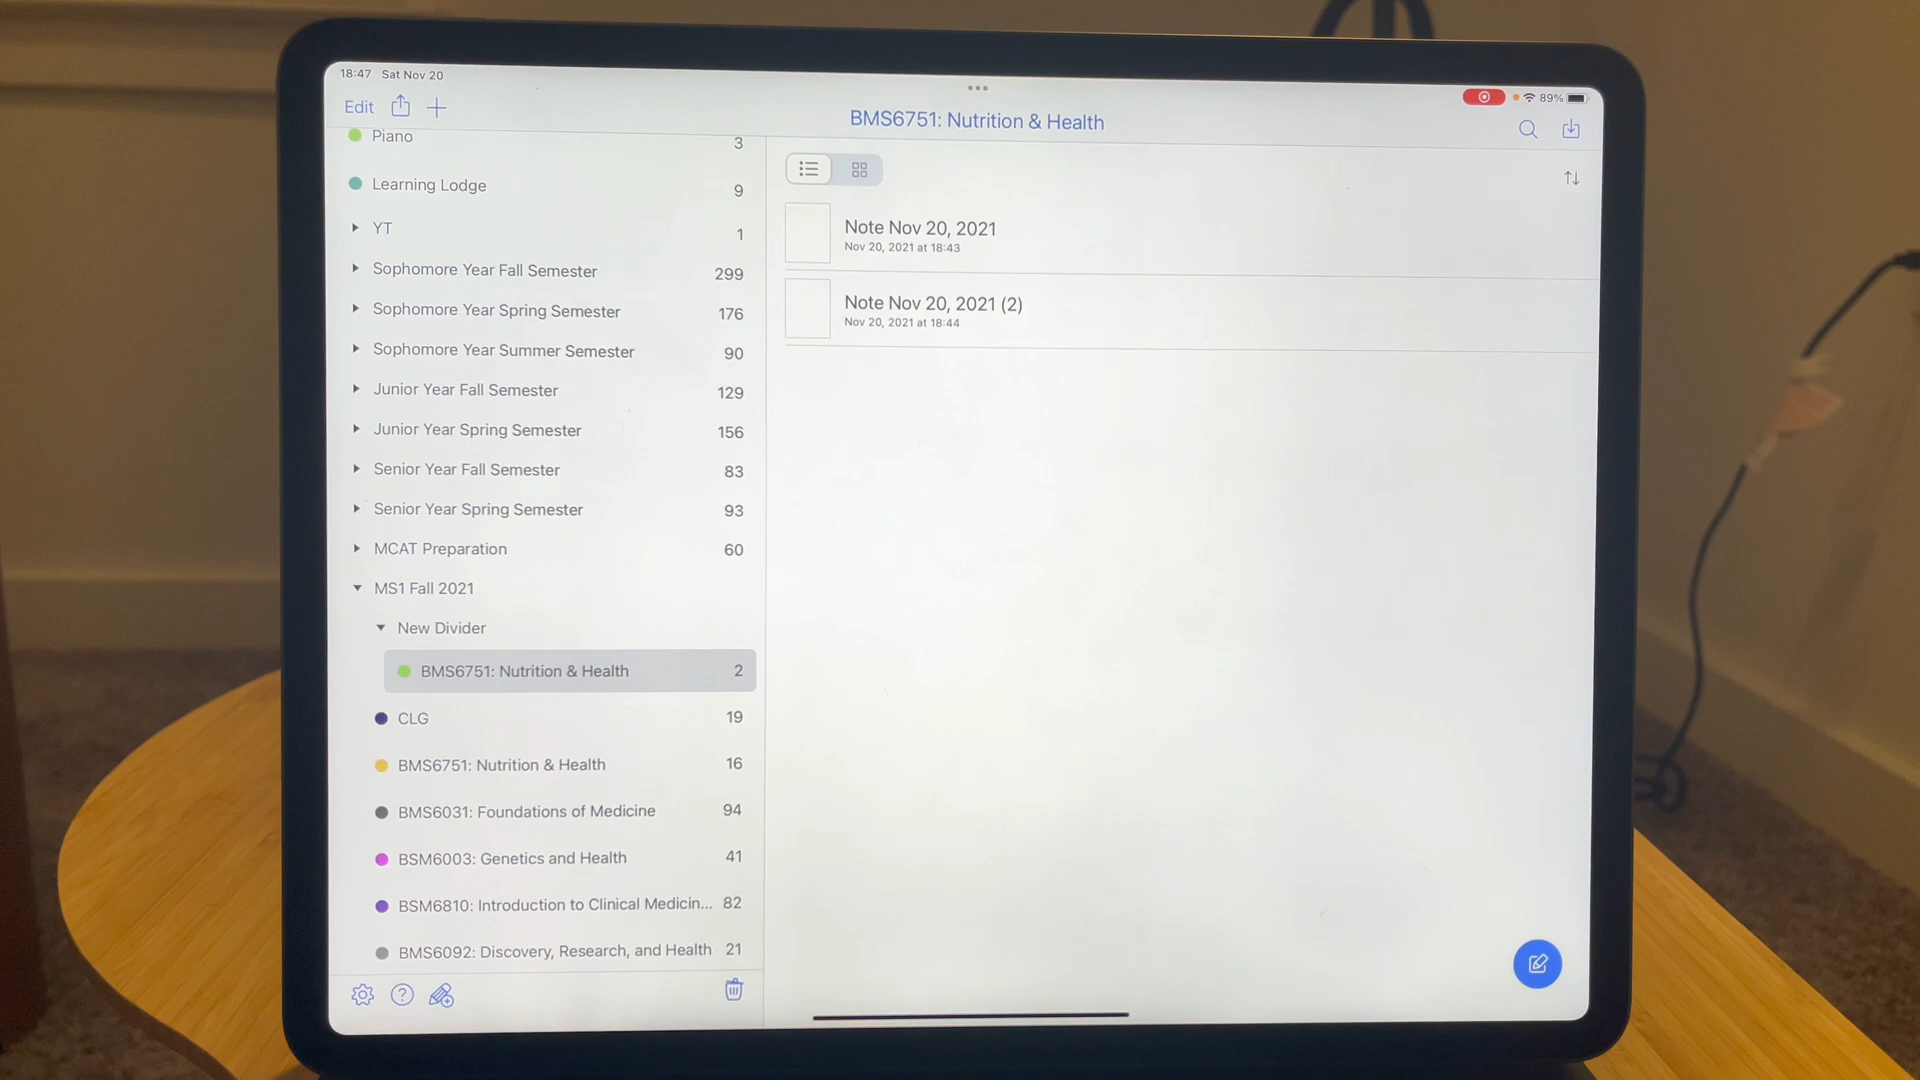 18:47 Sat Nov 20
89%
Edit
BMS6751: Nutrition & Health
Piano 3
Learning Lodge 9
YT 1
Sophomore Year Fall Semester 299
Sophomore Year Spring Semester 176
Sophomore Year Summer Semester 90
Junior Year Fall Semester 129
Junior Year Spring Semester 156
Senior Year Fall Semester 83
Senior Year Spring Semester 93
MCAT Preparation 60
MS1 Fall 2021
New Divider
BMS6751: Nutrition & Health 2
CLG 19
BMS6751: Nutrition & Health 16
BMS6031: Foundations of Medicine 94
BSM6003: Genetics and Health 41
BSM6810: Introduction to Clinical Medicin... 82
BMS6092: Discovery, Research, and Health 21
Note Nov 20, 2021
Nov 20, 2021 at 18:43
Note Nov 20, 2021 (2)
Nov 20, 2021 at 18:44